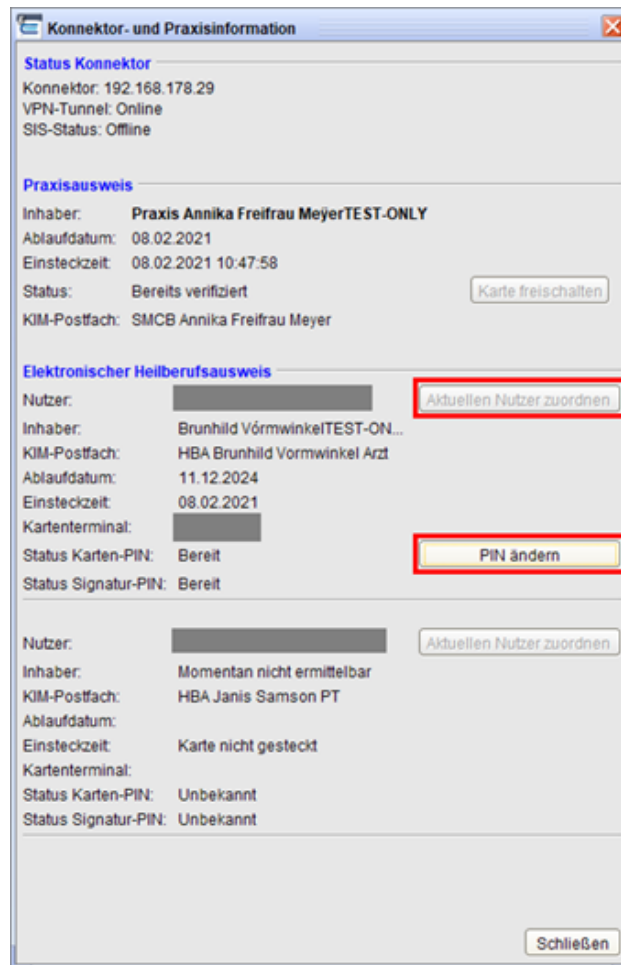 Konnektor- und Praxisinformation
Status Konnektor
Konnektor: 192.168.178.29
VPN-Tunnel: Online
SIS-Status: Offline
Praxisausweis
Inhaber: Praxis Annika Freifrau MeÿerTEST-ONLY
Ablaufdatum: 08.02.2021
Einsteckzeit: 08.02.2021 10:47:58
Status: Bereits verifiziert Karte freischalten
KIM-Postfach: SMCB Annika Freifrau Meyer
Elektronischer Heilberufsausweis
Nutzer: Aktuellen Nutzer zuordnen
Inhaber: Brunhild VórmwinkelTEST-ON...
KIM-Postfach: HBA Brunhild Vormwinkel Arzt
Ablaufdatum: 11.12.2024
Einsteckzeit: 08.02.2021
Kartenterminal:
Status Karten-PIN: Bereit PIN ändern
Status Signatur-PIN: Bereit
Nutzer: Aktuellen Nutzer zuordnen
Inhaber: Momentan nicht ermittelbar
KIM-Postfach: HBA Janis Samson PT
Ablaufdatum:
Einsteckzeit: Karte nicht gesteckt
Kartenterminal:
Status Karten-PIN: Unbekannt
Status Signatur-PIN: Unbekannt
Schließen